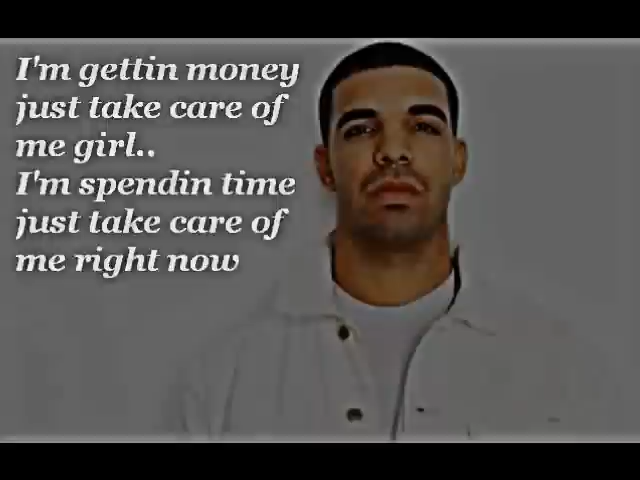 I'm gettin money
just take care of
me girl..
I'm spendin time
just take care of
me right now